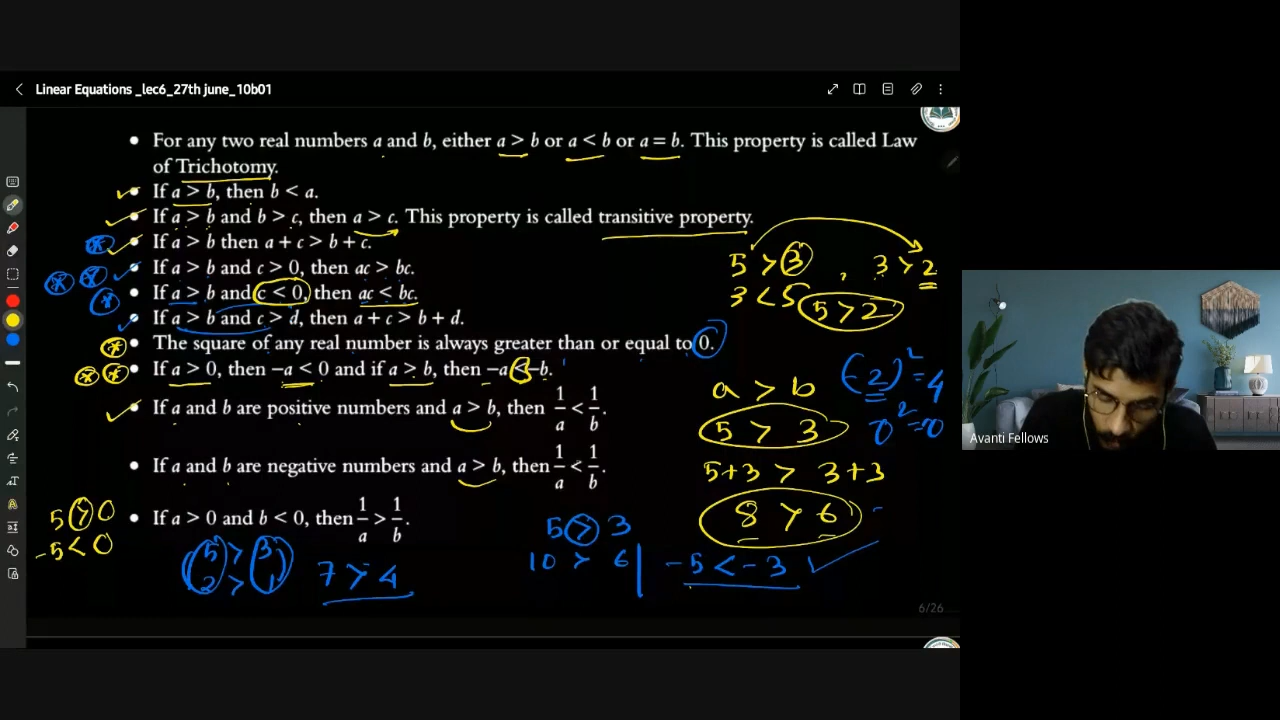 Linear Equations _lec6_27th june_10b01
• For any two real numbers a and b, either a > b or a < b or a = b. This property is called Law
of Trichotomy.
• If a > b, then b < a.
• If a > b and b > c, then a > c. This property is called transitive property.
• If a > b then a + c > b + c.
• If a > b and c > 0, then ac > bc.
• If a > b and c < 0, then ac < bc.
• If a > b and c > d, then a + c > b + d.
• The square of any real number is always greater than or equal to 0.
• If a > 0, then −a < 0 and if a > b, then −a < −b.
• If a and b are positive numbers and a > b, then 1/a < 1/b.
• If a and b are negative numbers and a > b, then 1/a < 1/b.
• If a > 0 and b < 0, then 1/a > 1/b.
5 > 3 , 3 > 2
3 < 5
5 > 2
(-2)² = 4
0² = 0
a > b
5 > 3
5+3 > 3+3
8 > 6
5 > 0
-5 < 0
5 > 3
2 > 1
7 > 4
5 > 3
10 > 6
-5 < -3
6/26
Avanti Fellows